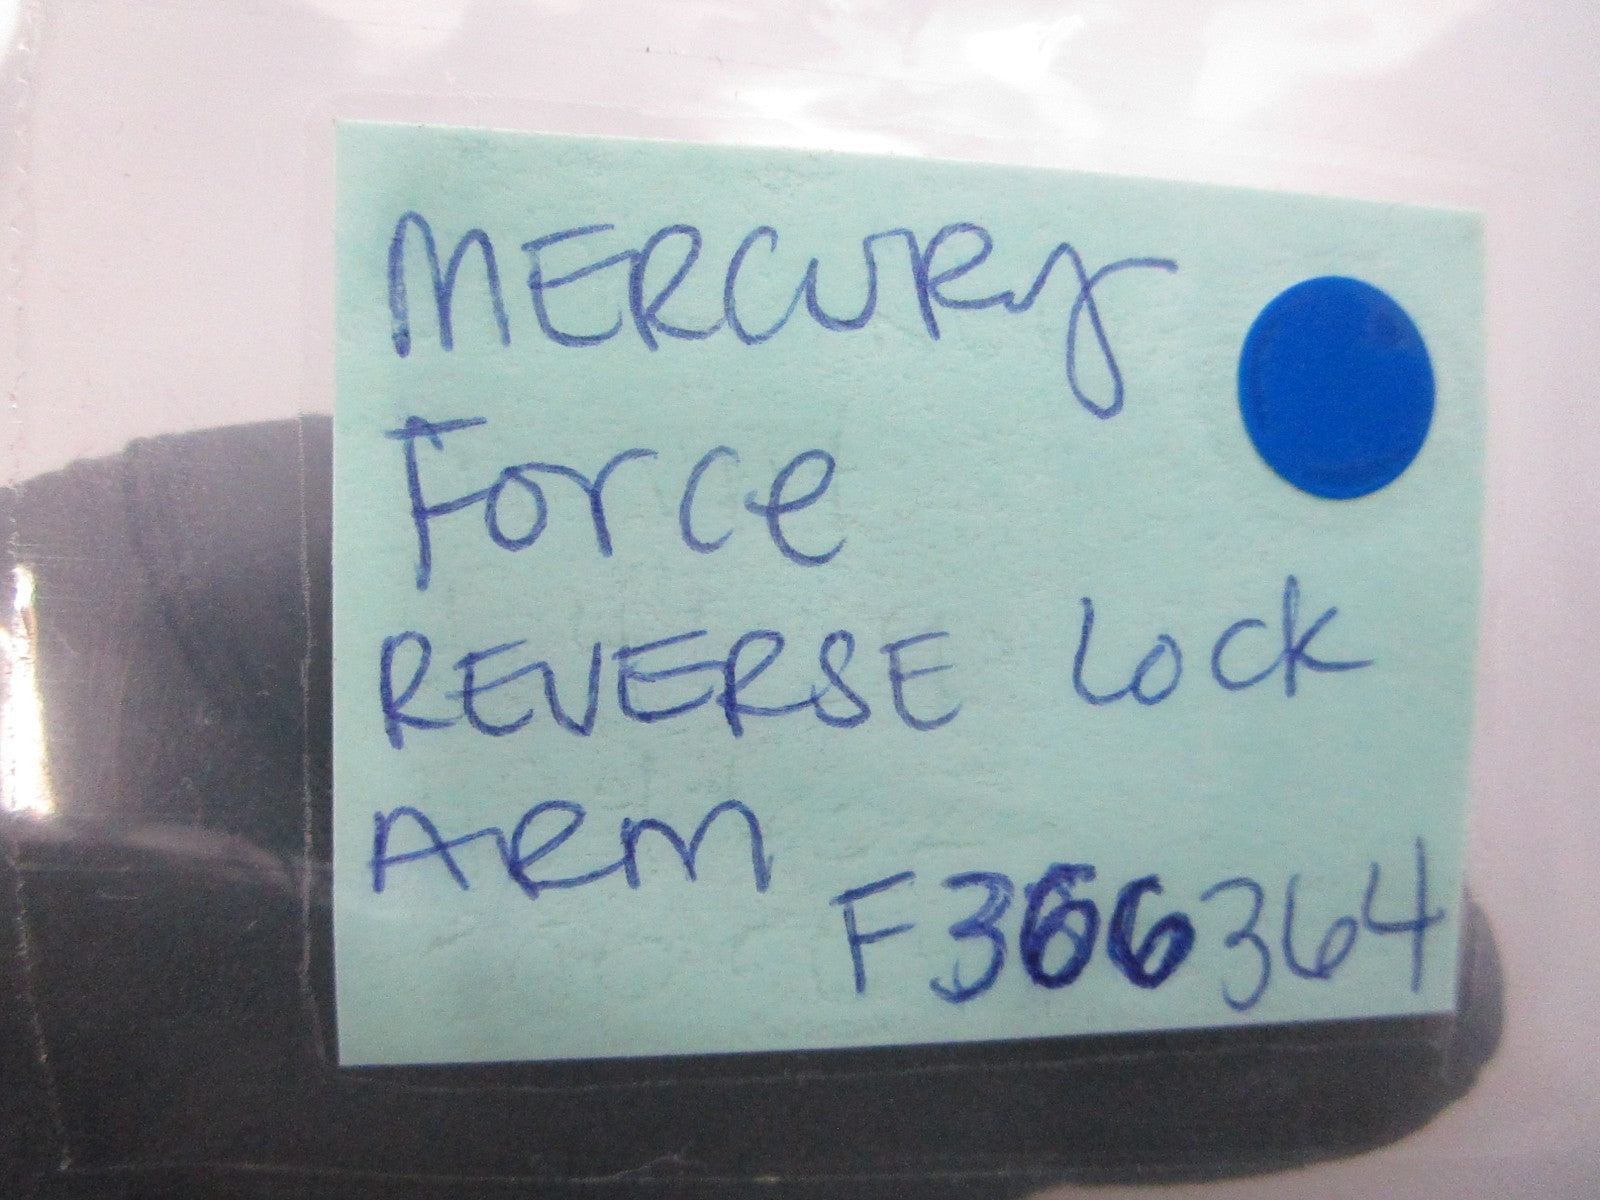 MERCURy
Force
REVERSE LOCK
ARM
F366364